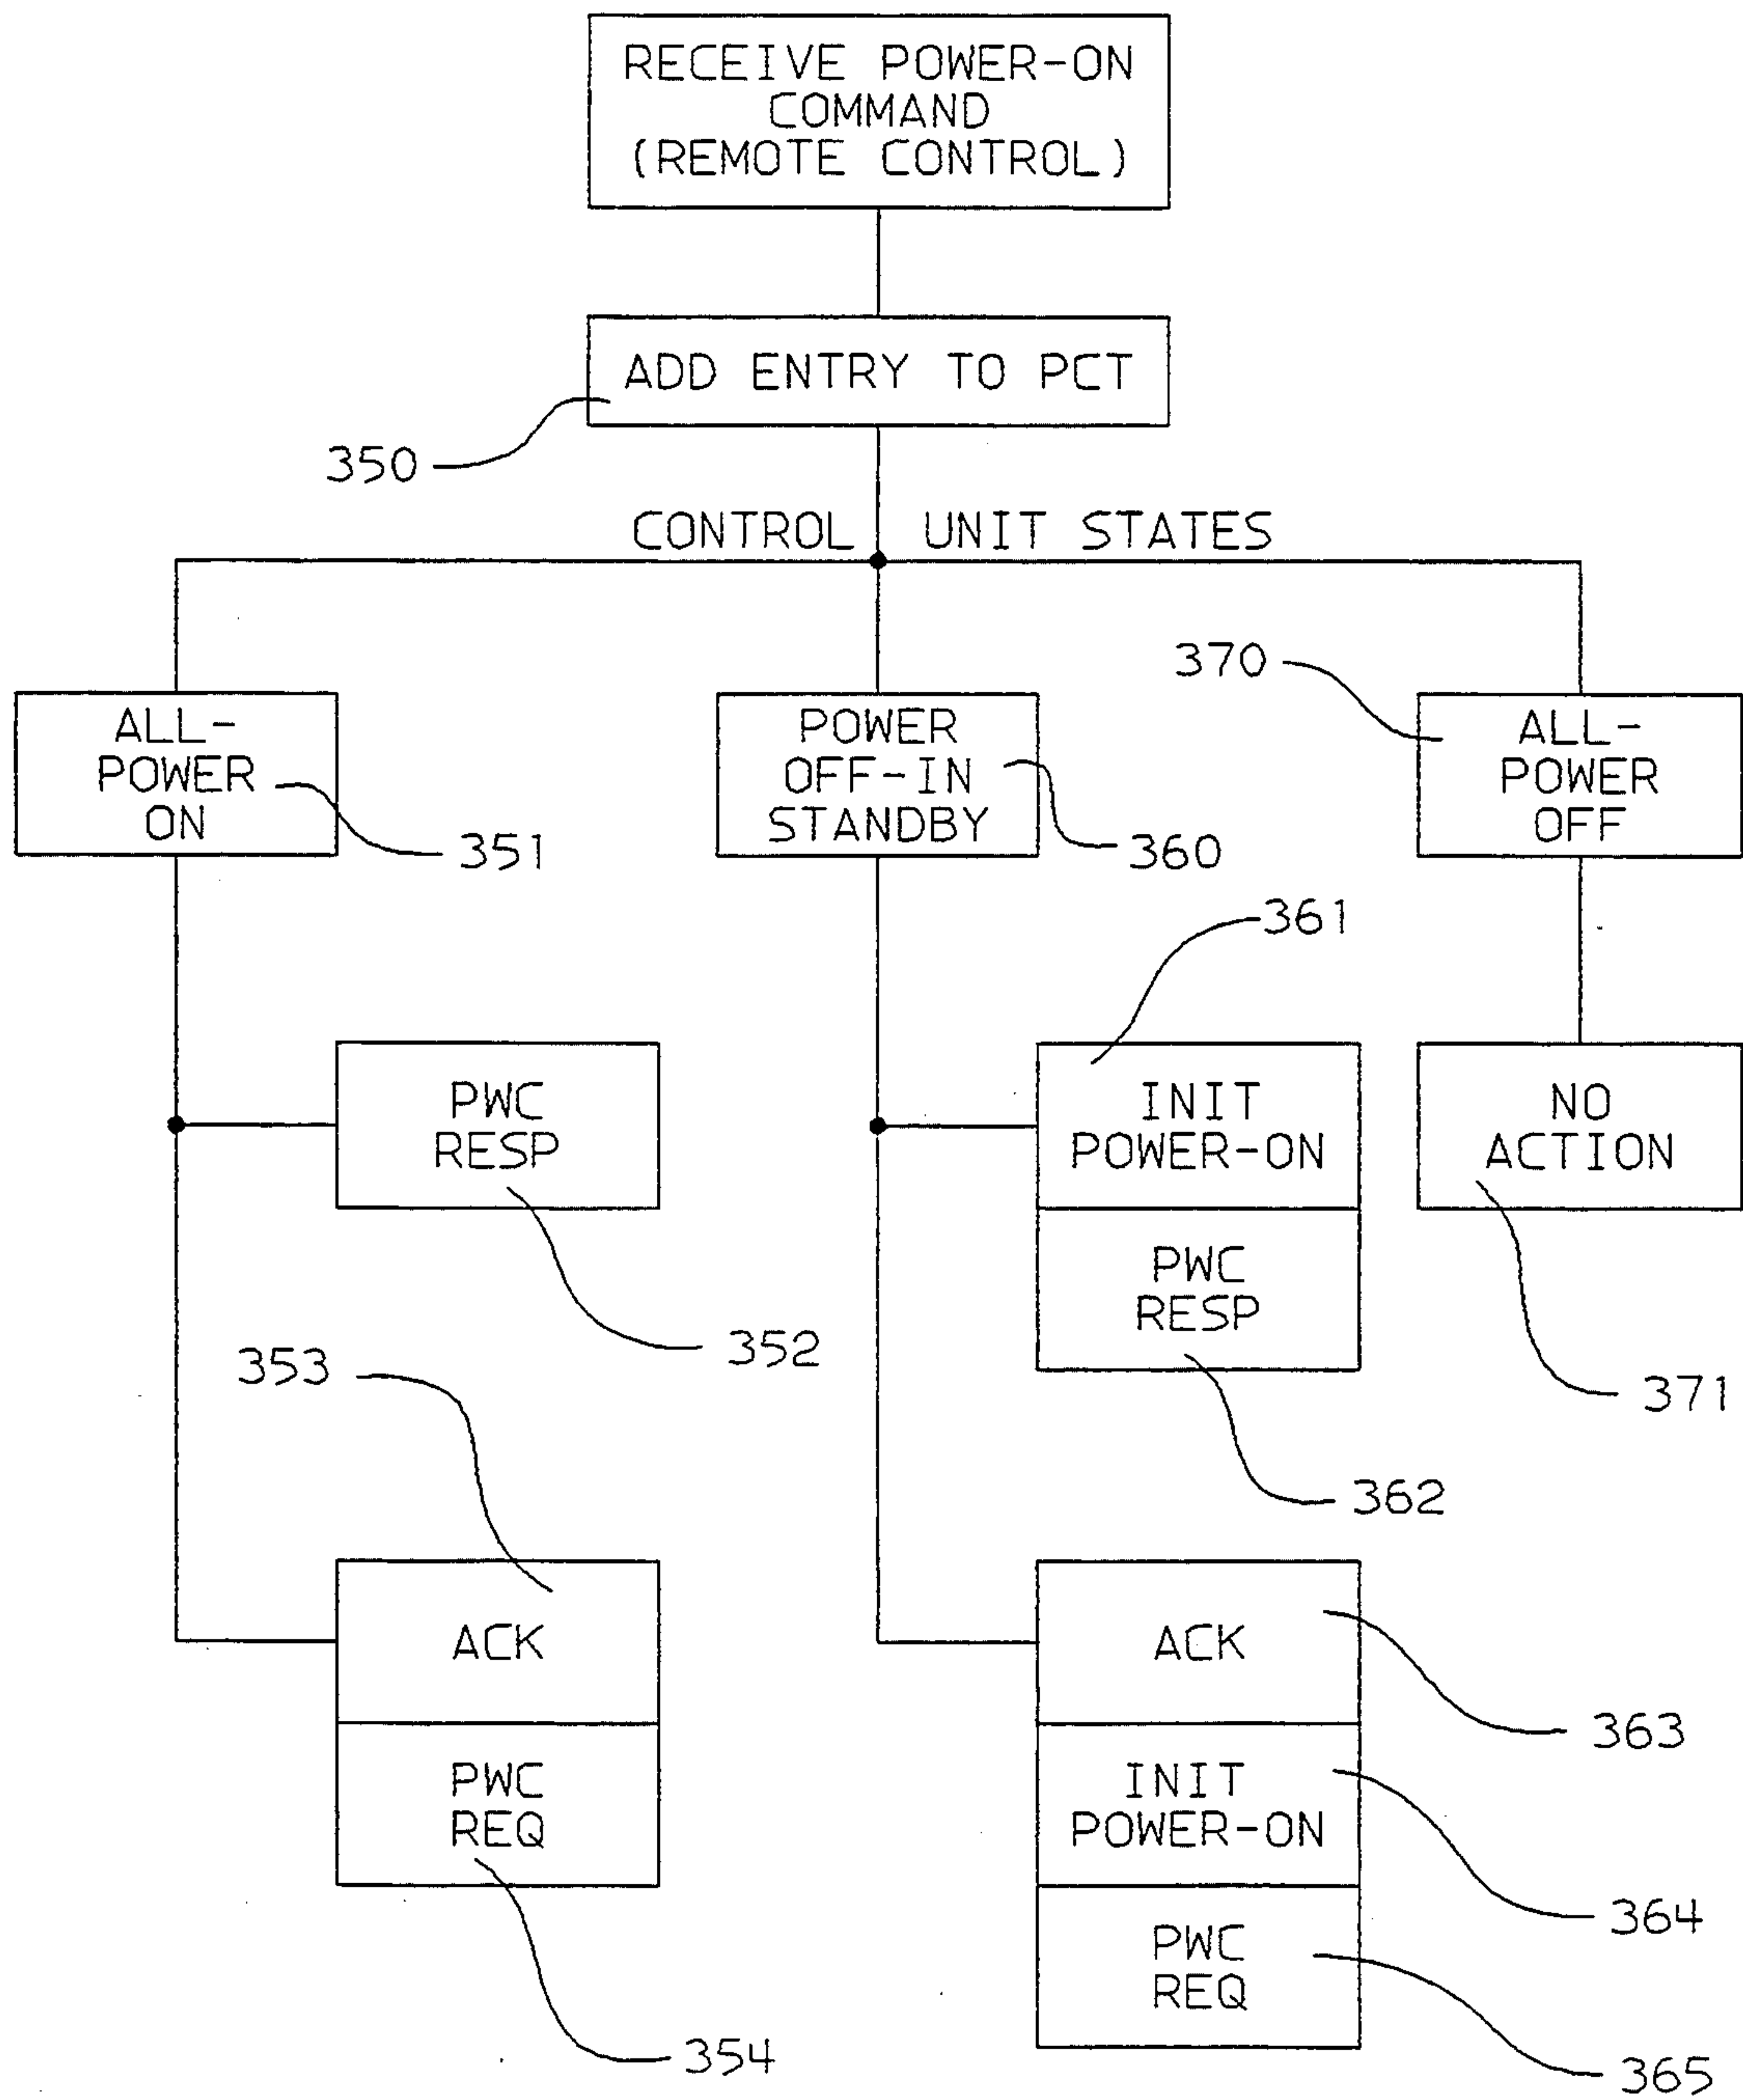 RECEIVE POWER-ON
COMMAND
(REMOTE CONTROL)
ADD ENTRY TO PCT
350
CONTROL UNIT STATES
370
ALL-
POWER
ON
351
POWER
OFF-IN
STANDBY
360
ALL-
POWER
OFF
361
PWC
RESP
352
INIT
POWER-ON
PWC
RESP
362
NO
ACTION
371
353
ACK
PWC
REQ
354
ACK
363
INIT
POWER-ON
364
PWC
REQ
365